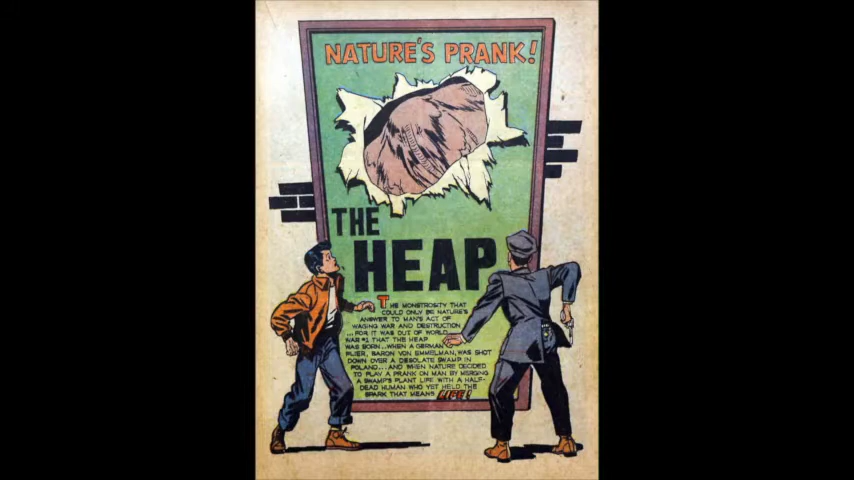 NATURE'S PRANK!
THE
HEAP
THE MONSTROSITY THAT
COULD ONLY BE NATURE'S
ANSWER TO MAN'S ACT OF
WAGING WAR AND DESTRUCTION
...FOR IT WAS OUT OF WORLD
WAR #1 THAT THE HEAP
WAS BORN...WHEN A GERMAN
FLIER, BARON VON EMMELMAN, WAS SHOT
DOWN OVER A DESOLATE SWAMP IN
POLAND...AND WHEN NATURE DECIDED
TO PLAY A PRANK ON MAN BY MERGING
A SWAMP'S PLANT LIFE WITH A HALF-
DEAD HUMAN WHO YET HELD THE
SPARK THAT MEANS LIFE!